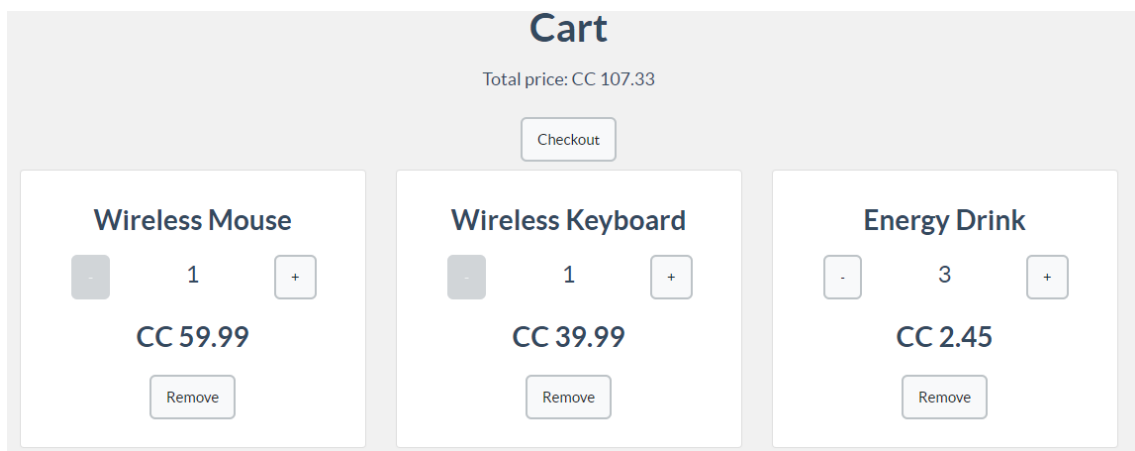 Cart
Total price: CC 107.33
Checkout
Wireless Mouse
- 1 +
CC 59.99
Remove
Wireless Keyboard
- 1 +
CC 39.99
Remove
Energy Drink
- 3 +
CC 2.45
Remove